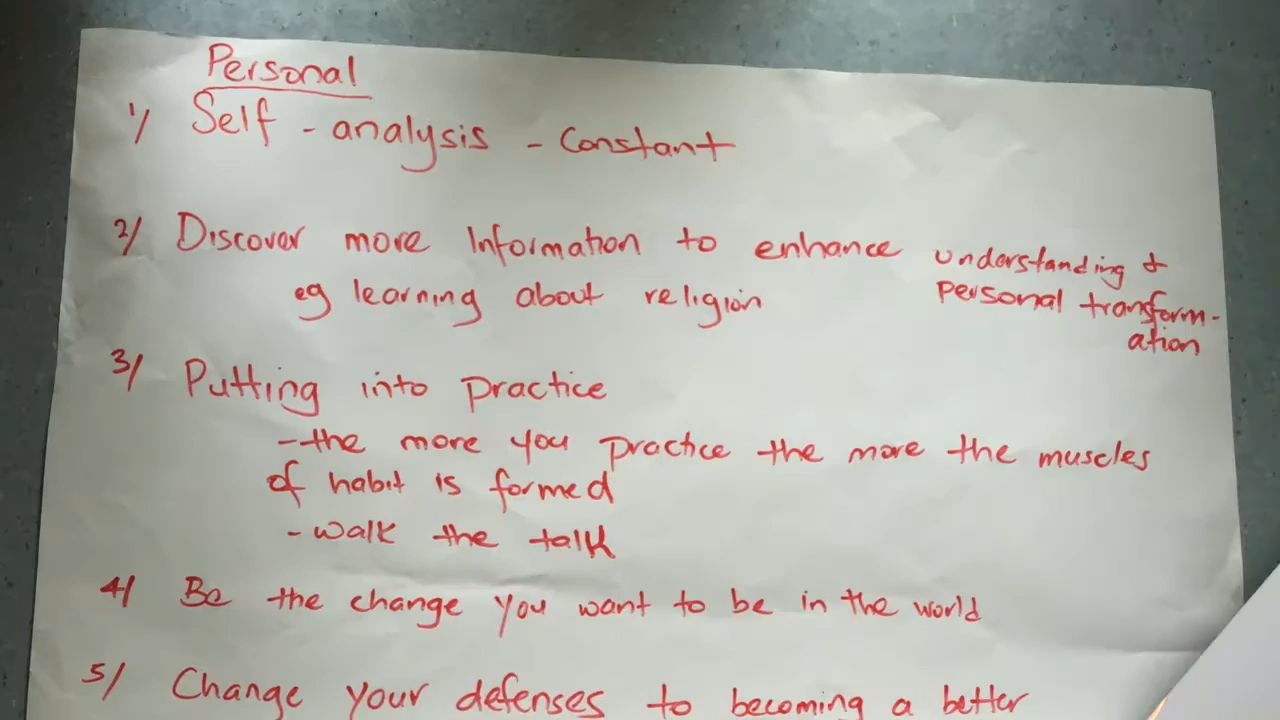 Personal
1/ Self - analysis - Constant
2/ Discover more Information to enhance understanding &
personal transform-
ation
eg learning about religion
3/ Putting into practice
- the more you practice the more the muscles
of habit is formed
- walk the talk
4/ Be the change you want to be in the world
5/ Change your defenses to becoming a better